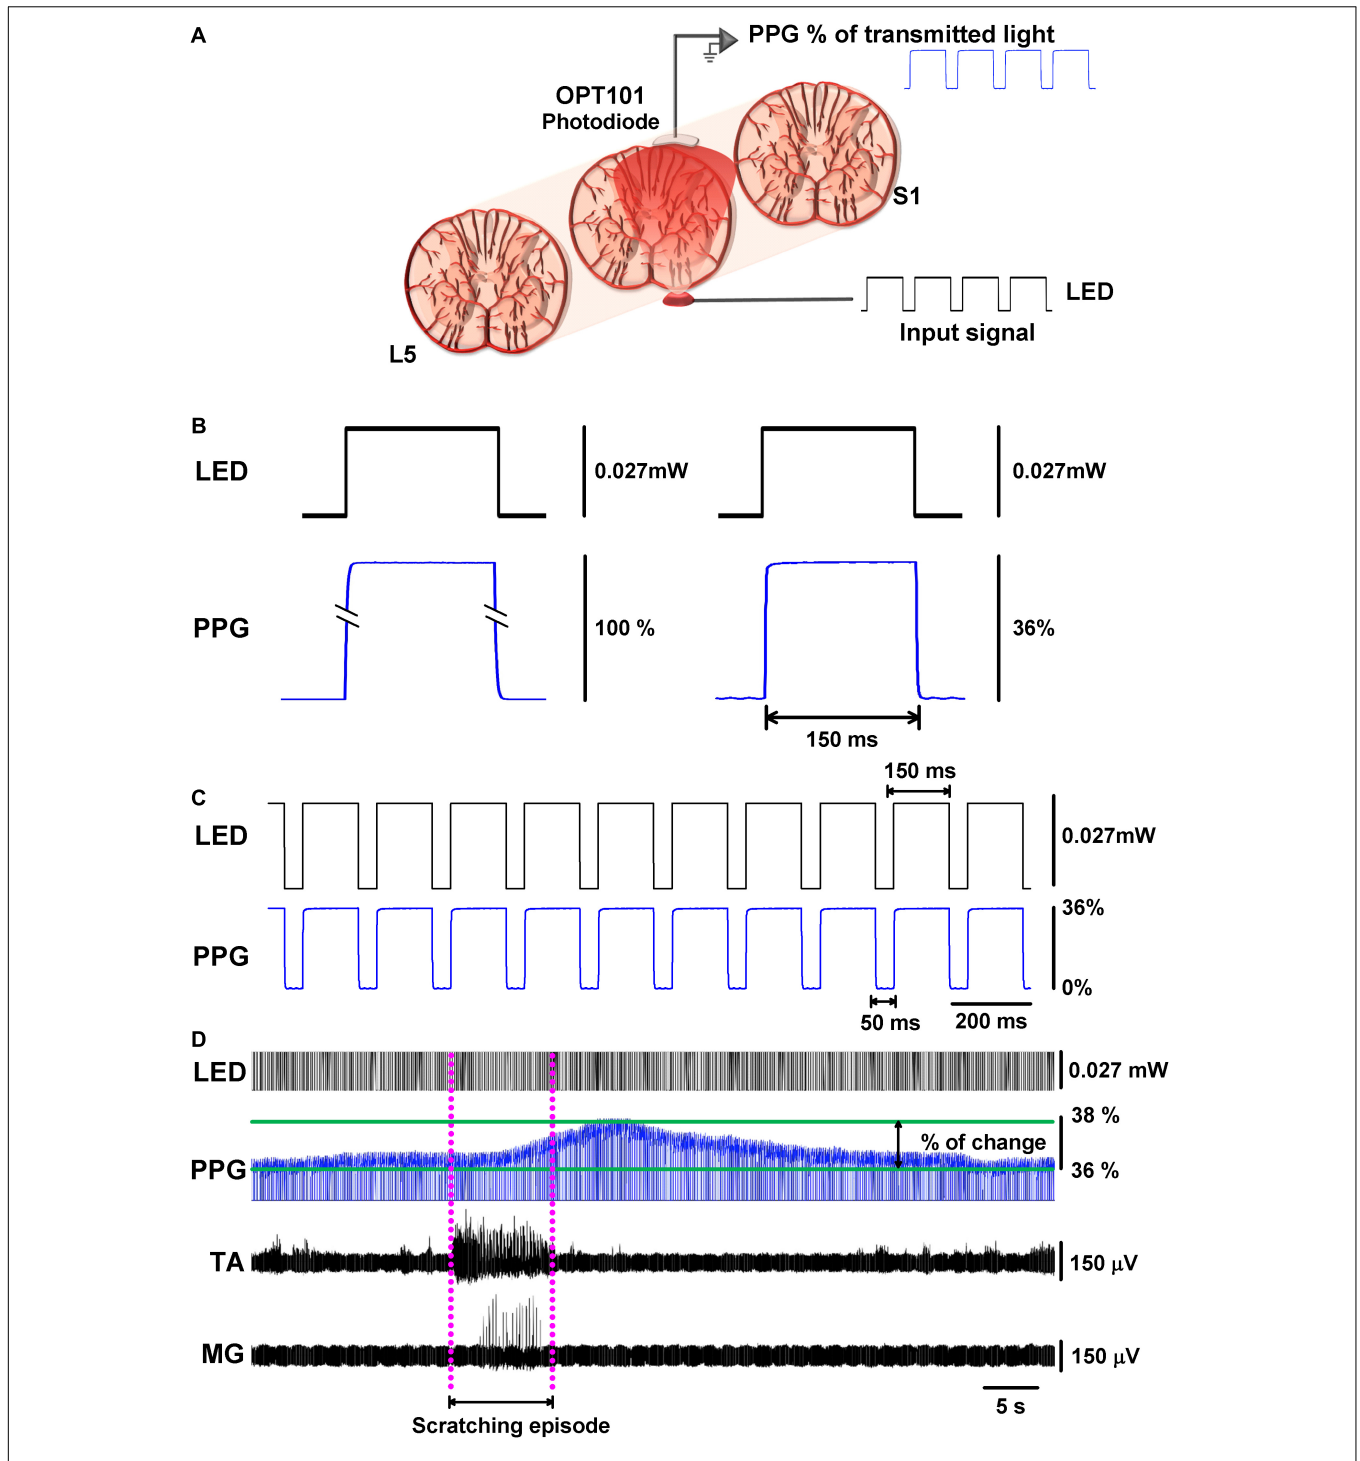 A
PPG % of transmitted light
OPT101
Photodiode
S1
LED
Input signal
L5
B
LED
0.027mW
0.027mW
PPG
100 %
36%
150 ms
150 ms
C
LED
0.027mW
36%
PPG
0%
50 ms
200 ms
D
LED
0.027 mW
38 %
% of change
PPG
36 %
TA
150 µV
MG
150 µV
5 s
Scratching episode